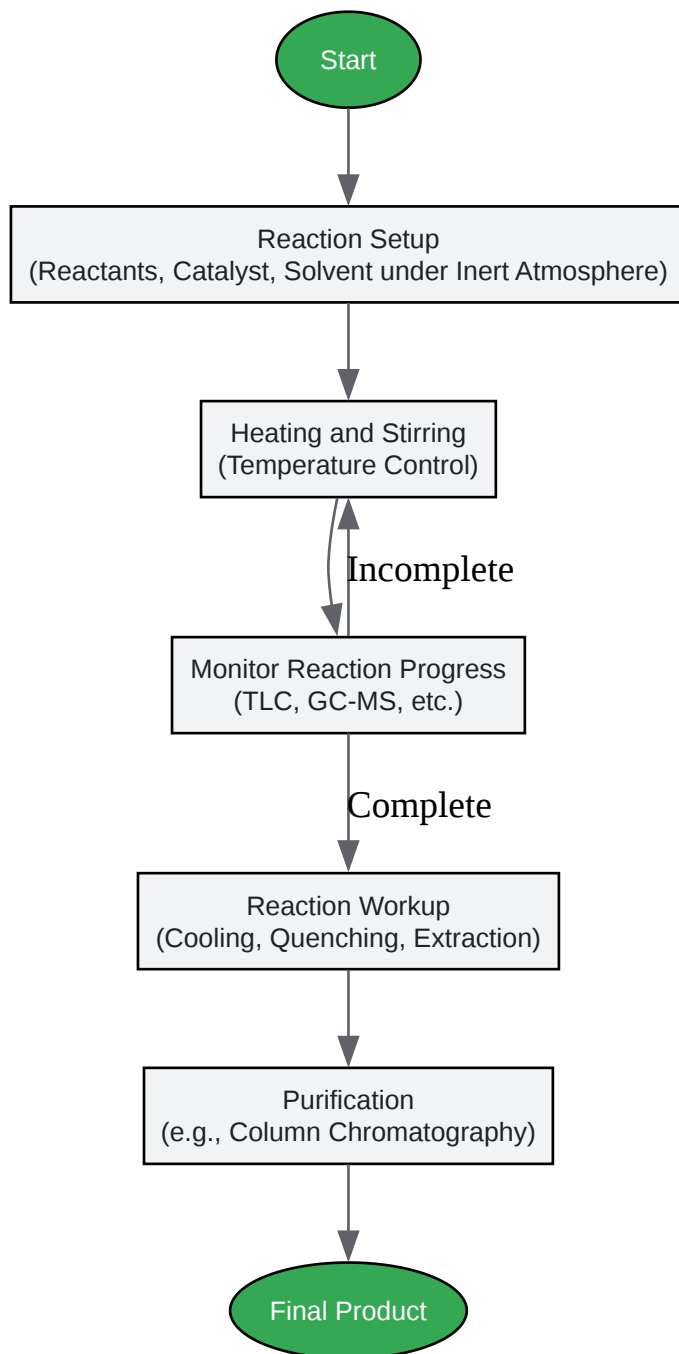 Start
Reaction Setup
(Reactants, Catalyst, Solvent under Inert Atmosphere)
Heating and Stirring
(Temperature Control)
Incomplete
Monitor Reaction Progress
(TLC, GC-MS, etc.)
Complete
Reaction Workup
(Cooling, Quenching, Extraction)
Purification
(e.g., Column Chromatography)
Final Product